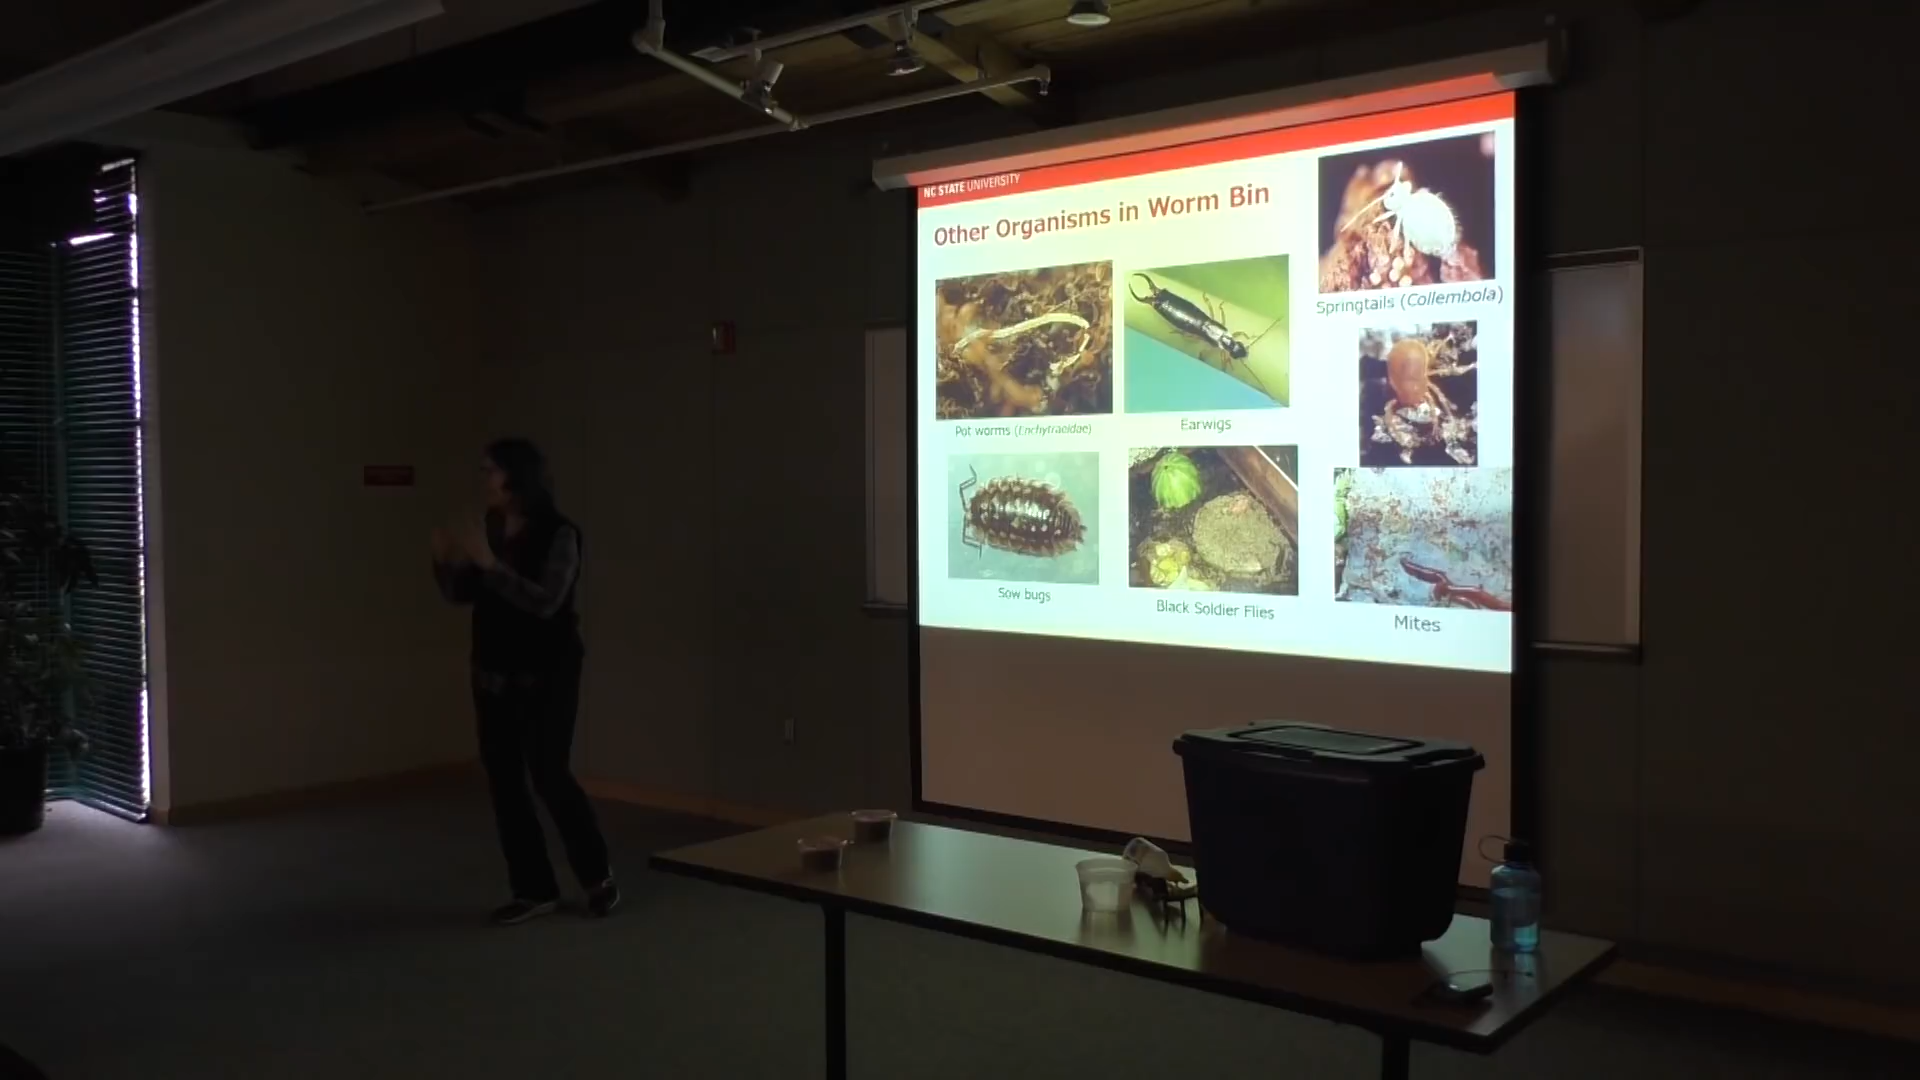 NC STATE UNIVERSITY
Other Organisms in Worm Bin
Springtails (Collembola)
Pot worms (Enchytraeidae)
Earwigs
Sow bugs
Black Soldier Flies
Mites